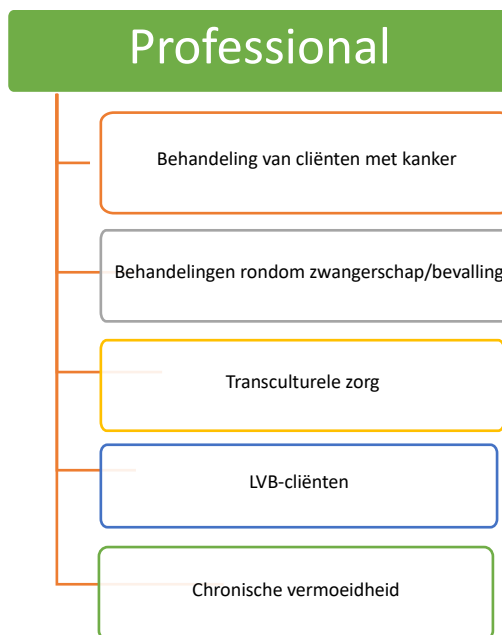 Professional
Behandeling van cliënten met kanker
Behandelingen rondom zwangerschap/bevalling
Transculturele zorg
LVB-cliënten
Chronische vermoeidheid